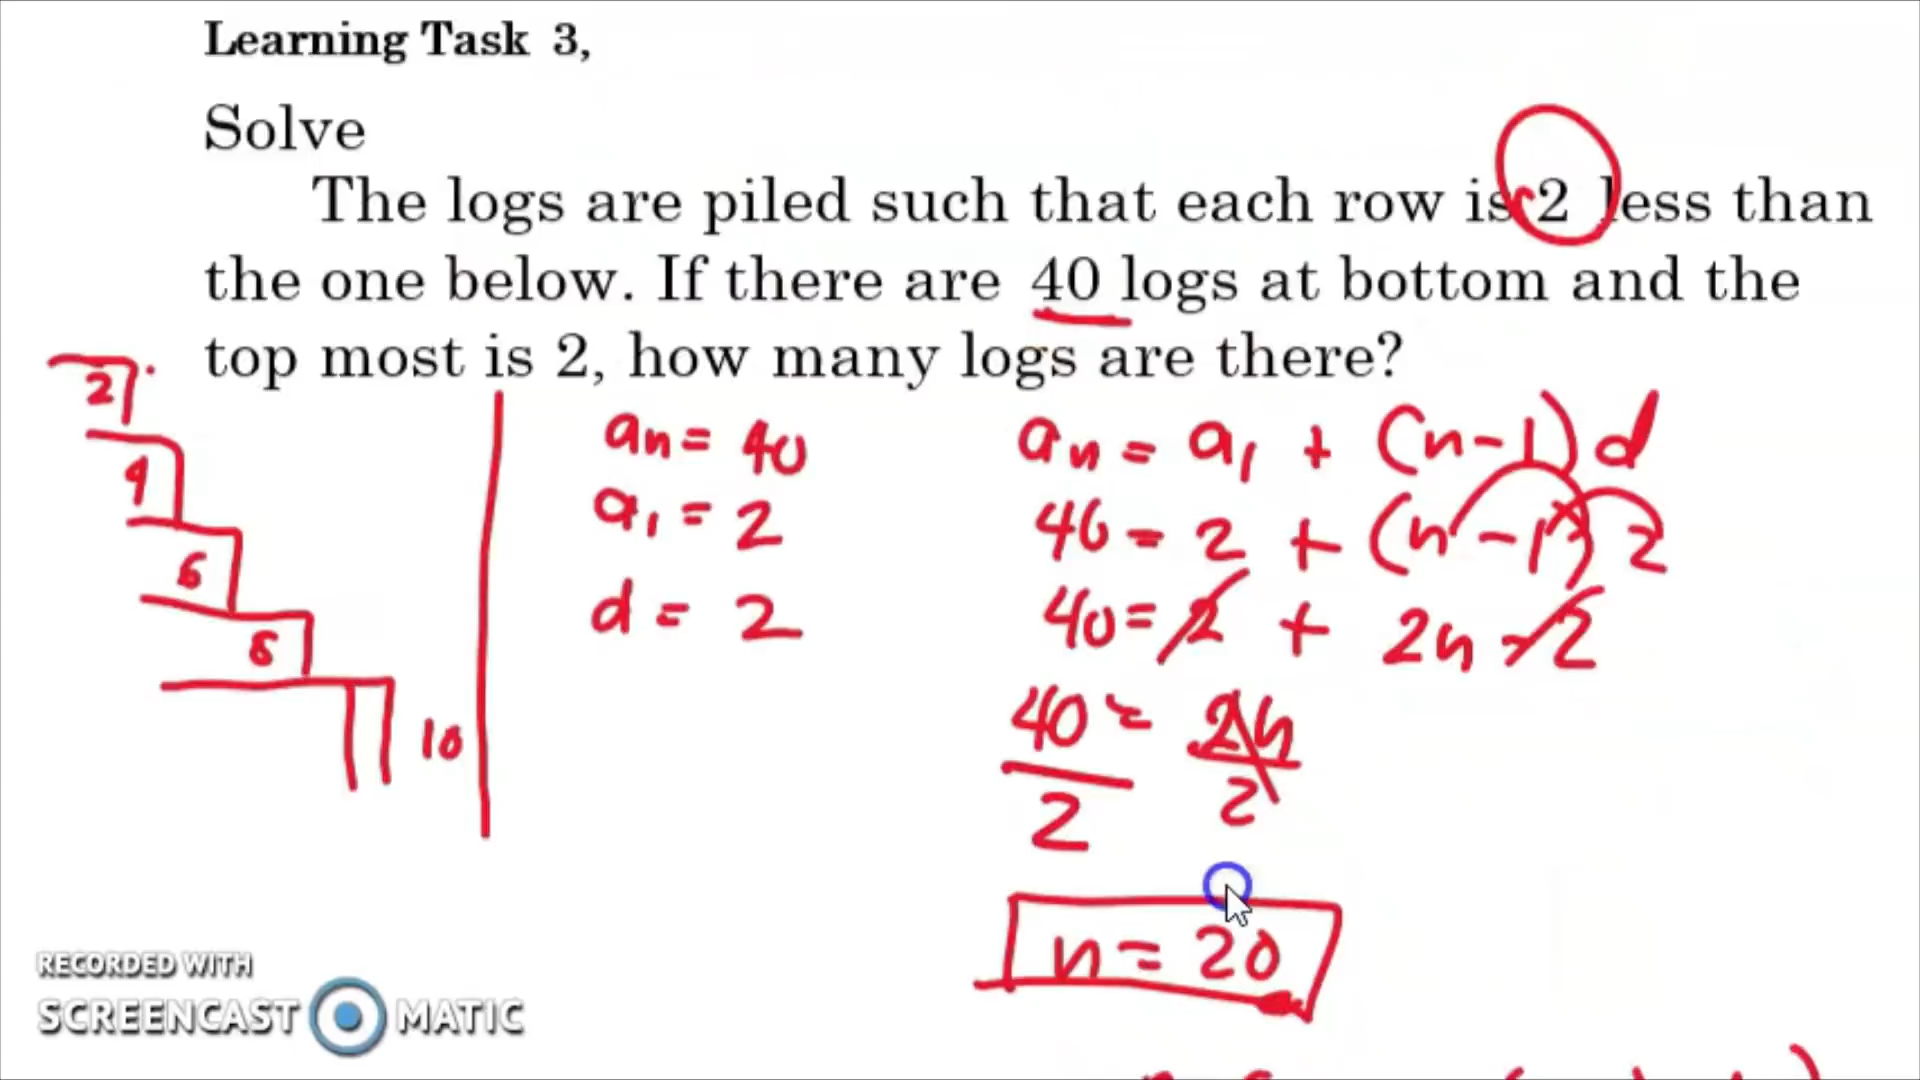 Learning Task 3,
Solve
The logs are piled such that each row is 2 less than
the one below. If there are 40 logs at bottom and the
top most is 2, how many logs are there?
2
4
6
8
10
an = 40
a1 = 2
d = 2
an = a1 + (n-1) d
40 = 2 + (n-1) 2
40 = 2 + 2n - 2
40 = 2n
2 2
n = 20
RECORDED WITH
SCREENCAST MATIC